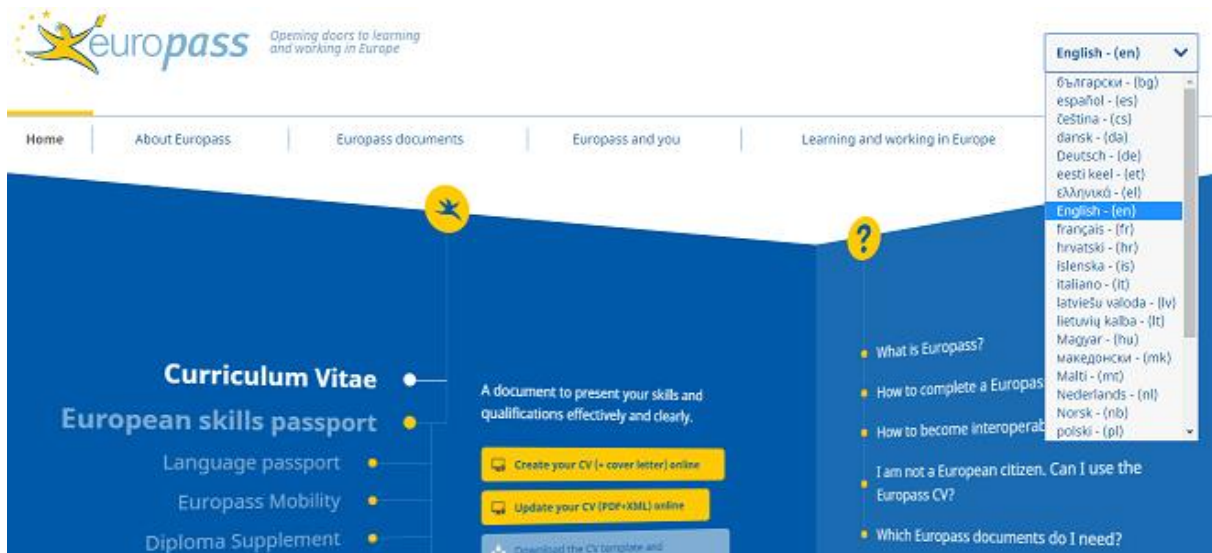 europass
Opening doors to learning
and working in Europe
English - (en)
български - (bg)
español - (es)
čeština - (cs)
dansk - (da)
Deutsch - (de)
eesti keel - (et)
ελληνικά - (el)
English - (en)
français - (fr)
hrvatski - (hr)
íslenska - (is)
italiano - (it)
latviešu valoda - (lv)
lietuvių kalba - (lt)
Magyar - (hu)
македонски - (mk)
Malti - (mt)
Nederlands - (nl)
Norsk - (nb)
polski - (pl)
Home
About Europass
Europass documents
Europass and you
Learning and working in Europe
Curriculum Vitae
European skills passport
Language passport
Europass Mobility
Diploma Supplement
A document to present your skills and
qualifications effectively and clearly.
Create your CV (+ cover letter) online
Update your CV (PDF+XML) online
Download the CV template and
?
What is Europass?
How to complete a Europas
How to become interoperab
I am not a European citizen. Can I use the
Europass CV?
Which Europass documents do I need?